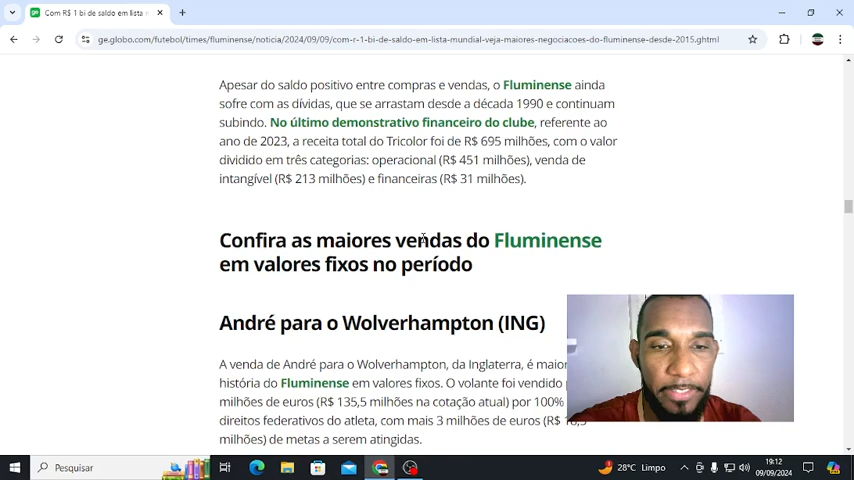 Com R$ 1 bi de saldo em lista
ge.globo.com/futebol/times/fluminense/noticia/2024/09/09/com-r-1-bi-de-saldo-em-lista-mundial-veja-maiores-negociacoes-do-fluminense-desde-2015.ghtml
Apesar do saldo positivo entre compras e vendas, o Fluminense ainda
sofre com as dívidas, que se arrastam desde a década 1990 e continuam
subindo. No último demonstrativo financeiro do clube, referente ao
ano de 2023, a receita total do Tricolor foi de R$ 695 milhões, com o valor
dividido em três categorias: operacional (R$ 451 milhões), venda de
intangível (R$ 213 milhões) e financeiras (R$ 31 milhões).
Confira as maiores vendas do Fluminense
em valores fixos no período
André para o Wolverhampton (ING)
A venda de André para o Wolverhampton, da Inglaterra, é maior
história do Fluminense em valores fixos. O volante foi vendido
milhões de euros (R$ 135,5 milhões na cotação atual) por 100%
direitos federativos do atleta, com mais 3 milhões de euros (R$
milhões) de metas a serem atingidas.
Pesquisar
28°C Limpo
19:12
09/09/2024